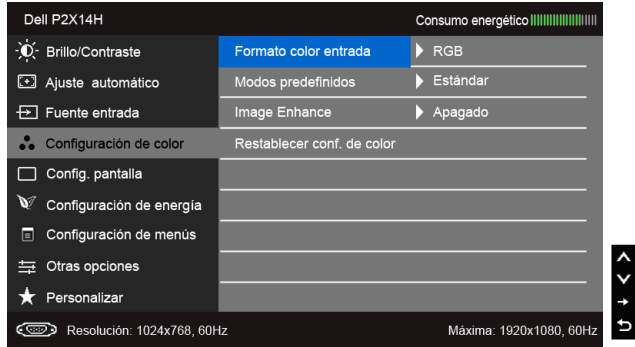 Dell P2X14H Consumo energético
Brillo/Contraste Formato color entrada RGB
Ajuste automático Modos predefinidos Estándar
Fuente entrada Image Enhance Apagado
Configuración de color Restablecer conf. de color
Config. pantalla
Configuración de energía
Configuración de menús
Otras opciones
Personalizar
Resolución: 1024x768, 60Hz Máxima: 1920x1080, 60Hz